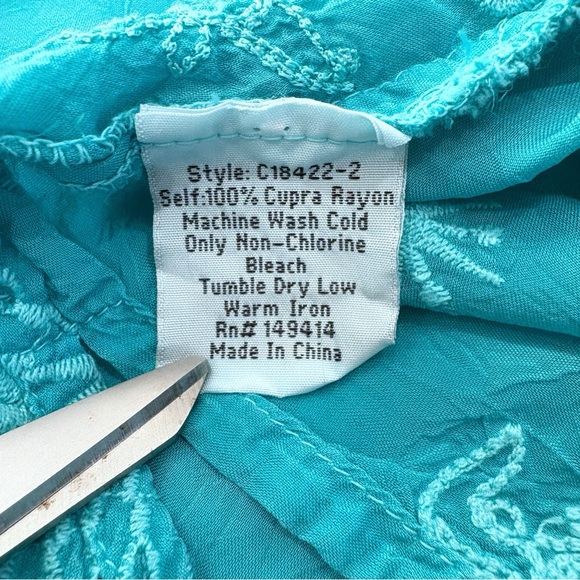 Style: C18422-2
Self:100% Cupra Rayon
Machine Wash Cold
Only Non-Chlorine
Bleach
Tumble Dry Low
Warm Iron
Rn# 149414
Made In China